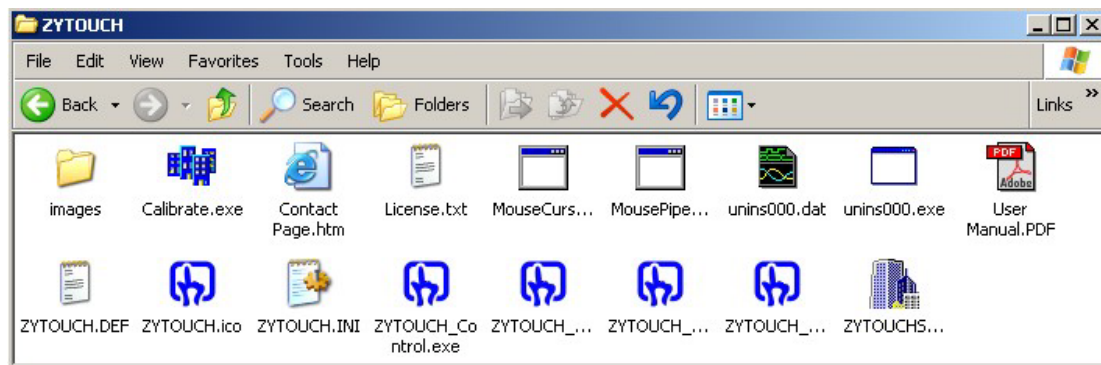 ZYTOUCH
File Edit View Favorites Tools Help
Back Search Folders Links »
images Calibrate.exe Contact Page.htm License.txt MouseCurs... MousePipe... unins000.dat unins000.exe User Manual.PDF
PDF
Adobe
ZYTOUCH.DEF ZYTOUCH.ico ZYTOUCH.INI ZYTOUCH_Control.exe ZYTOUCH_... ZYTOUCH_... ZYTOUCH_... ZYTOUCHS...